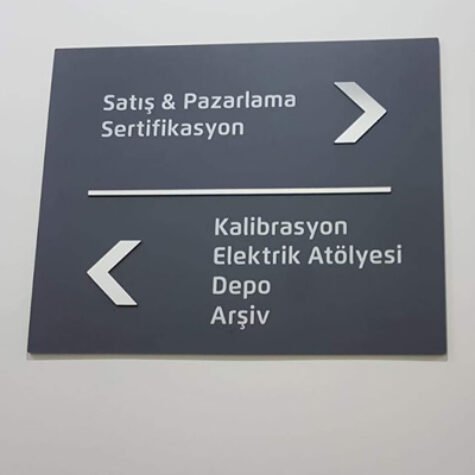 Satış & Pazarlama
Sertifikasyon
Kalibrasyon
Elektrik Atölyesi
Depo
Arşiv